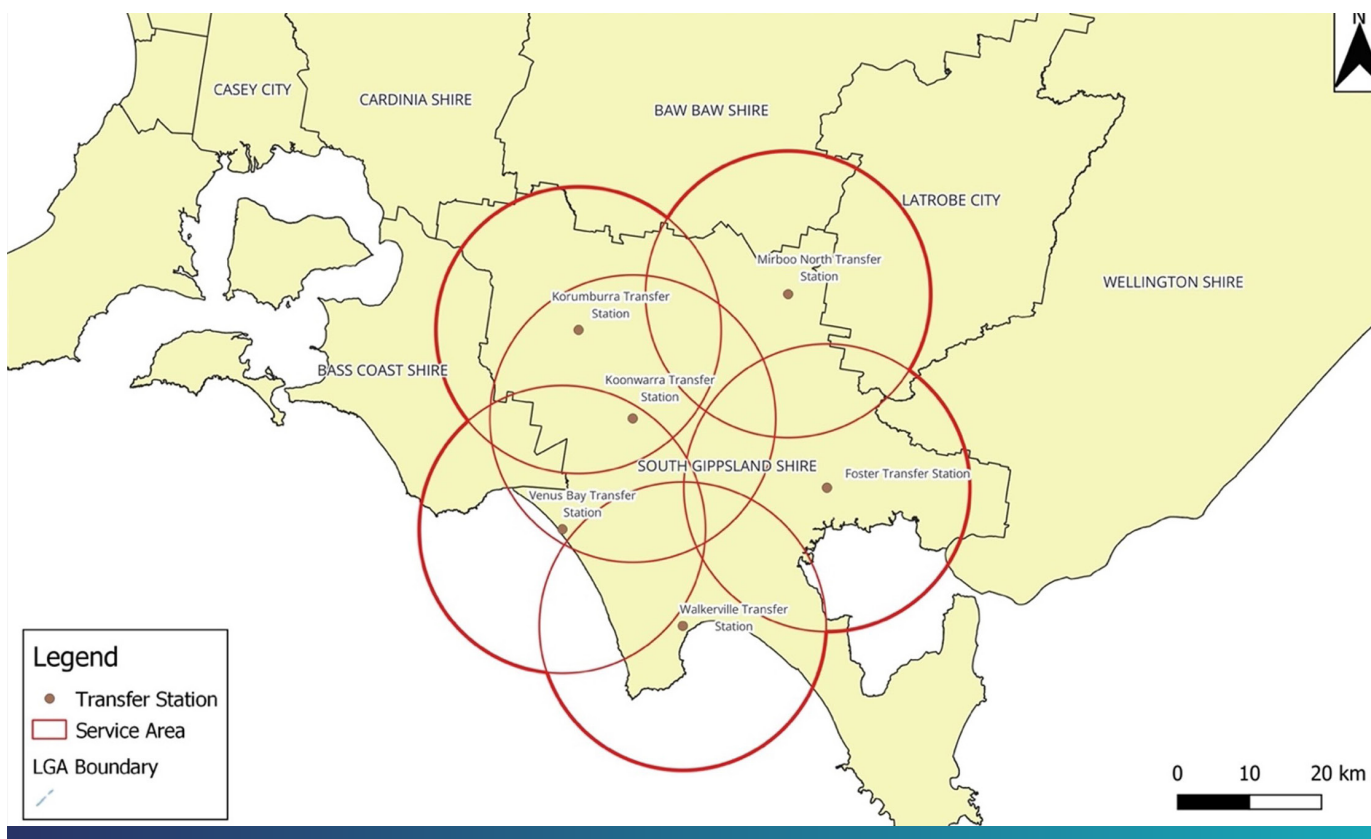 N
CASEY CITY
CARDINIA SHIRE
BAW BAW SHIRE
LATROBE CITY
WELLINGTON SHIRE
Mirboo North Transfer
Station
Korumburra Transfer
Station
BASS COAST SHIRE
Koonwarra Transfer
Station
SOUTH GIPPSLAND SHIRE
Foster Transfer Station
Venus Bay Transfer
Station
Walkerville Transfer
Station
Legend
Transfer Station
Service Area
LGA Boundary
0 10 20 km